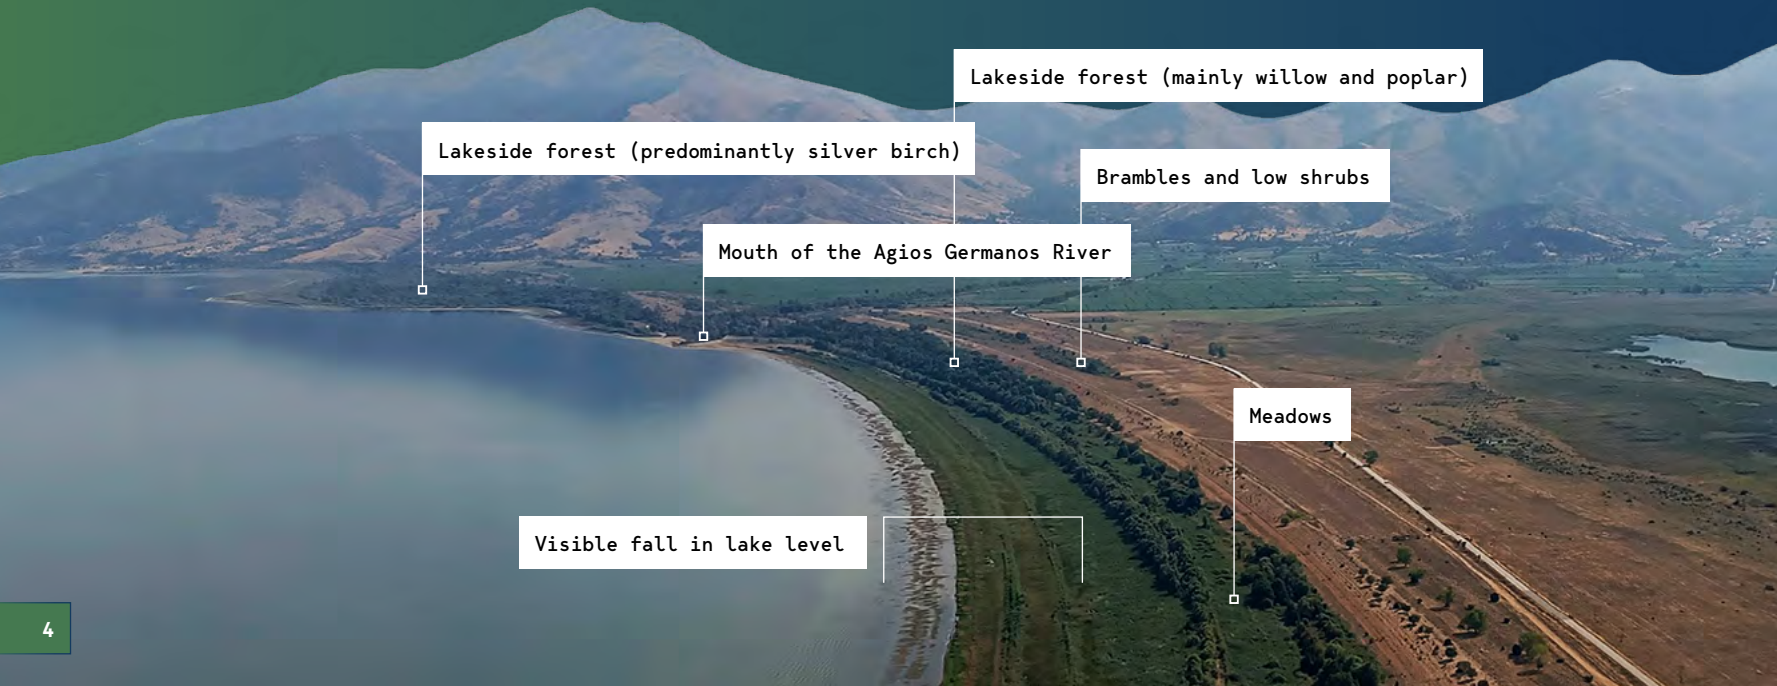 Lakeside forest (mainly willow and poplar)
Lakeside forest (predominantly silver birch)
Brambles and low shrubs
Mouth of the Agios Germanos River
Meadows
Visible fall in lake level
4